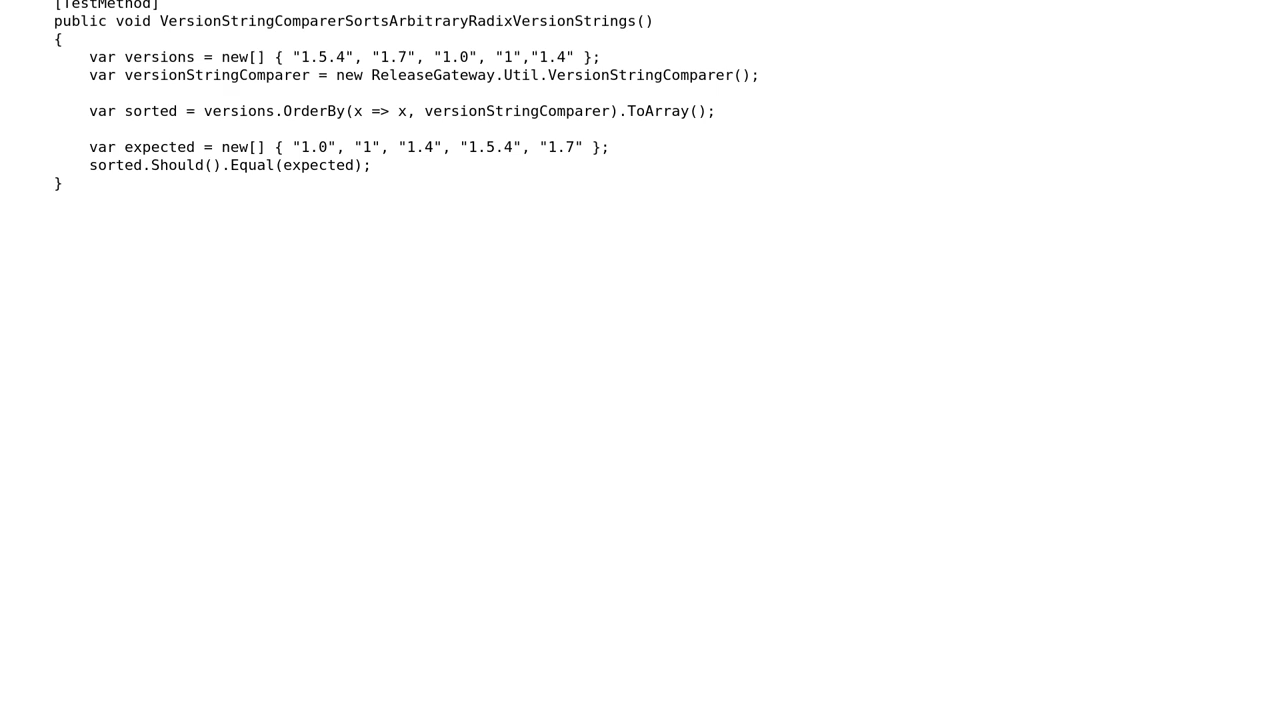 [TestMethod]
public void VersionStringComparerSortsArbitraryRadixVersionStrings()
{
    var versions = new[] { "1.5.4", "1.7", "1.0", "1","1.4" };
    var versionStringComparer = new ReleaseGateway.Util.VersionStringComparer();

    var sorted = versions.OrderBy(x => x, versionStringComparer).ToArray();

    var expected = new[] { "1.0", "1", "1.4", "1.5.4", "1.7" };
    sorted.Should().Equal(expected);
}